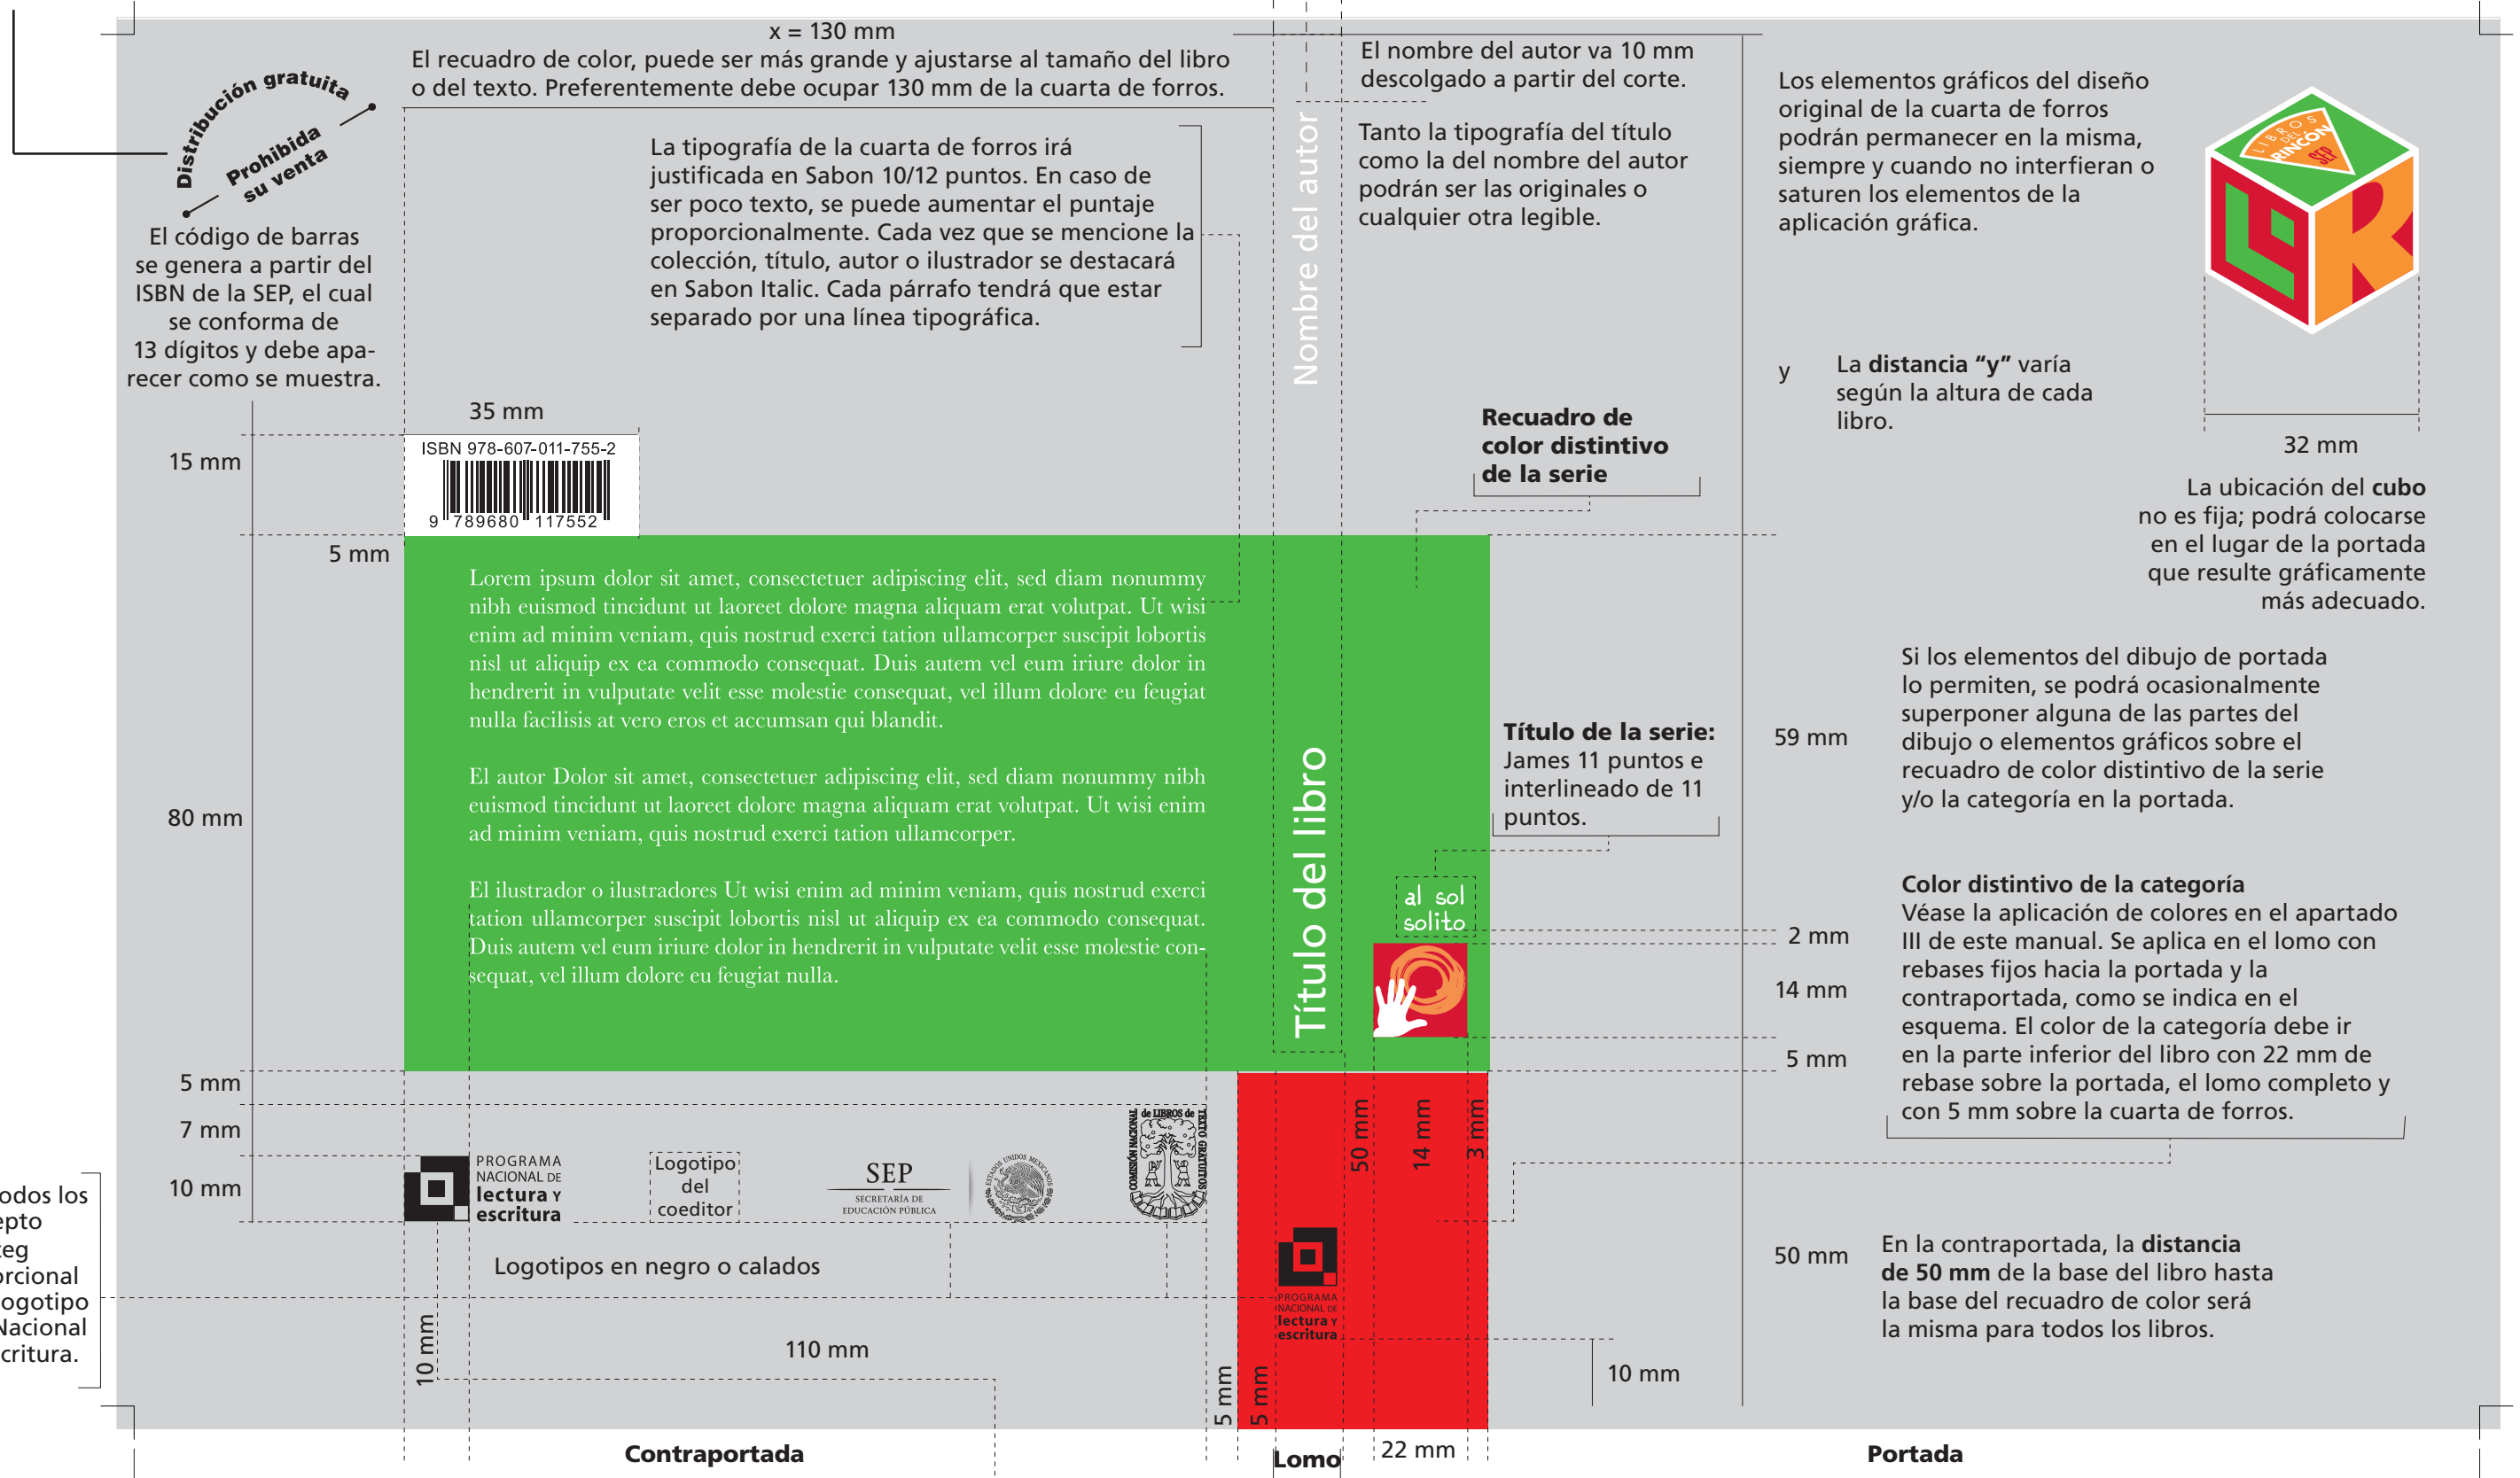 x = 130 mm
El recuadro de color, puede ser más grande y ajustarse al tamaño del libro
o del texto. Preferentemente debe ocupar 130 mm de la cuarta de forros.
Distribución gratuita
Prohibida
su venta
El código de barras
se genera a partir del
ISBN de la SEP, el cual
se conforma de
13 dígitos y debe apa-
recer como se muestra.
La tipografía de la cuarta de forros irá
justificada en Sabon 10/12 puntos. En caso de
ser poco texto, se puede aumentar el puntaje
proporcionalmente. Cada vez que se mencione la
colección, título, autor o ilustrador se destacará
en Sabon Italic. Cada párrafo tendrá que estar
separado por una línea tipográfica.
Nombre del autor
El nombre del autor va 10 mm
descolgado a partir del corte.
Tanto la tipografía del título
como la del nombre del autor
podrán ser las originales o
cualquier otra legible.
Los elementos gráficos del diseño
original de la cuarta de forros
podrán permanecer en la misma,
siempre y cuando no interfieran o
saturen los elementos de la
aplicación gráfica.
LIBROS
DEL
RINCÓN
SEP
y
La distancia “y” varía
según la altura de cada
libro.
32 mm
La ubicación del cubo
no es fija; podrá colocarse
en el lugar de la portada
que resulte gráficamente
más adecuado.
35 mm
15 mm
ISBN 978-607-011-755-2
9 789680 117552
5 mm
Recuadro de
color distintivo
de la serie
Lorem ipsum dolor sit amet, consectetuer adipiscing elit, sed diam nonummy
nibh euismod tincidunt ut laoreet dolore magna aliquam erat volutpat. Ut wisi
enim ad minim veniam, quis nostrud exerci tation ullamcorper suscipit lobortis
nisl ut aliquip ex ea commodo consequat. Duis autem vel eum iriure dolor in
hendrerit in vulputate velit esse molestie consequat, vel illum dolore eu feugiat
nulla facilisis at vero eros et accumsan qui blandit.
El autor Dolor sit amet, consectetuer adipiscing elit, sed diam nonummy nibh
euismod tincidunt ut laoreet dolore magna aliquam erat volutpat. Ut wisi enim
ad minim veniam, quis nostrud exerci tation ullamcorper.
El ilustrador o ilustradores Ut wisi enim ad minim veniam, quis nostrud exerci
tation ullamcorper suscipit lobortis nisl ut aliquip ex ea commodo consequat.
Duis autem vel eum iriure dolor in hendrerit in vulputate velit esse molestie con-
sequat, vel illum dolore eu feugiat nulla.
80 mm
Título del libro
Título de la serie:
James 11 puntos e
interlineado de 11
puntos.
al sol
solito
59 mm
Si los elementos del dibujo de portada
lo permiten, se podrá ocasionalmente
superponer alguna de las partes del
dibujo o elementos gráficos sobre el
recuadro de color distintivo de la serie
y/o la categoría en la portada.
2 mm
14 mm
5 mm
Color distintivo de la categoría
Véase la aplicación de colores en el apartado
III de este manual. Se aplica en el lomo con
rebases fijos hacia la portada y la
contraportada, como se indica en el
esquema. El color de la categoría debe ir
en la parte inferior del libro con 22 mm de
rebase sobre la portada, el lomo completo y
con 5 mm sobre la cuarta de forros.
5 mm
7 mm
10 mm
odos los
epto
teg
orcional
ogotipo
Nacional
critura.
PROGRAMA
NACIONAL DE
lectura Y
escritura
Logotipo
del
coeditor
SEP
SECRETARÍA DE
EDUCACIÓN PÚBLICA
ESTADOS UNIDOS MEXICANOS
COMISIÓN NACIONAL
de LIBROS de
TEXTO GRATUITOS
Logotipos en negro o calados
10 mm
110 mm
5 mm
5 mm
50 mm
14 mm
3 mm
PROGRAMA
NACIONAL DE
lectura Y
escritura
10 mm
22 mm
50 mm
En la contraportada, la distancia
de 50 mm de la base del libro hasta
la base del recuadro de color será
la misma para todos los libros.
Contraportada
Lomo
Portada